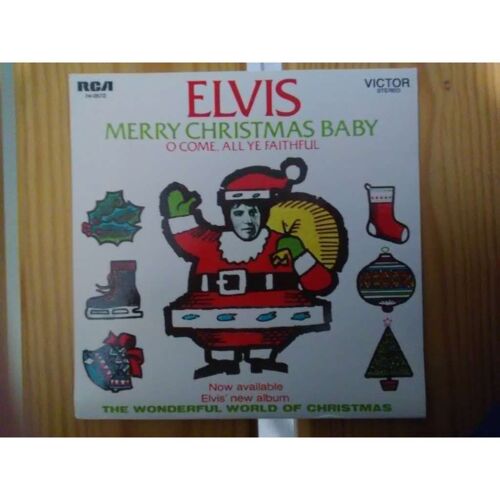 RCA
VICTOR
STEREO
ELVIS
MERRY CHRISTMAS BABY
O COME, ALL YE FAITHFUL
Now available
Elvis' new album
THE WONDERFUL WORLD OF CHRISTMAS